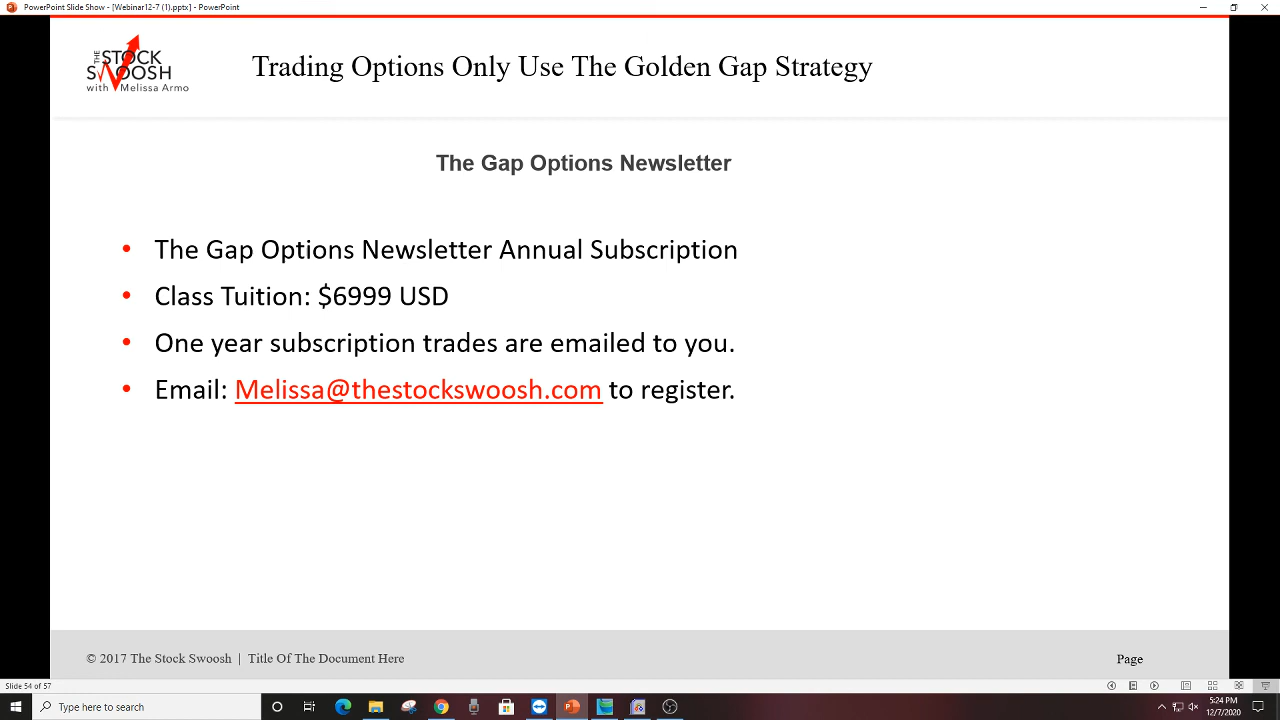 PowerPoint Slide Show - [Webinar12-7 (1).pptx] - PowerPoint
THE STOCK
SWOOSH
with Melissa Armo
Trading Options Only Use The Golden Gap Strategy
The Gap Options Newsletter
• The Gap Options Newsletter Annual Subscription
• Class Tuition: $6999 USD
• One year subscription trades are emailed to you.
• Email: Melissa@thestockswoosh.com to register.
© 2017 The Stock Swoosh | Title Of The Document Here
Page
Slide 54 of 57
Type here to search
5:24 PM
12/7/2020